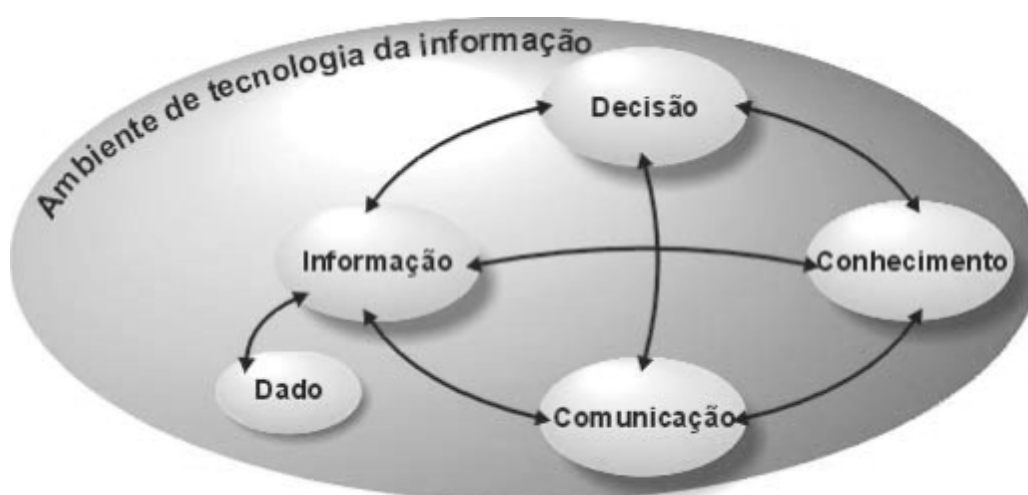 Ambiente de tecnologia da informação
Decisão
Informação
Conhecimento
Dado
Comunicação